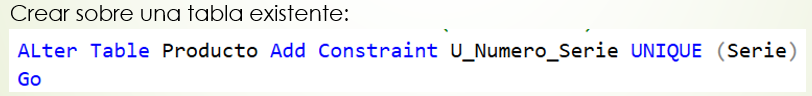 Crear sobre una tabla existente:
ALter Table Producto Add Constraint U_Numero_Serie UNIQUE (Serie)
Go